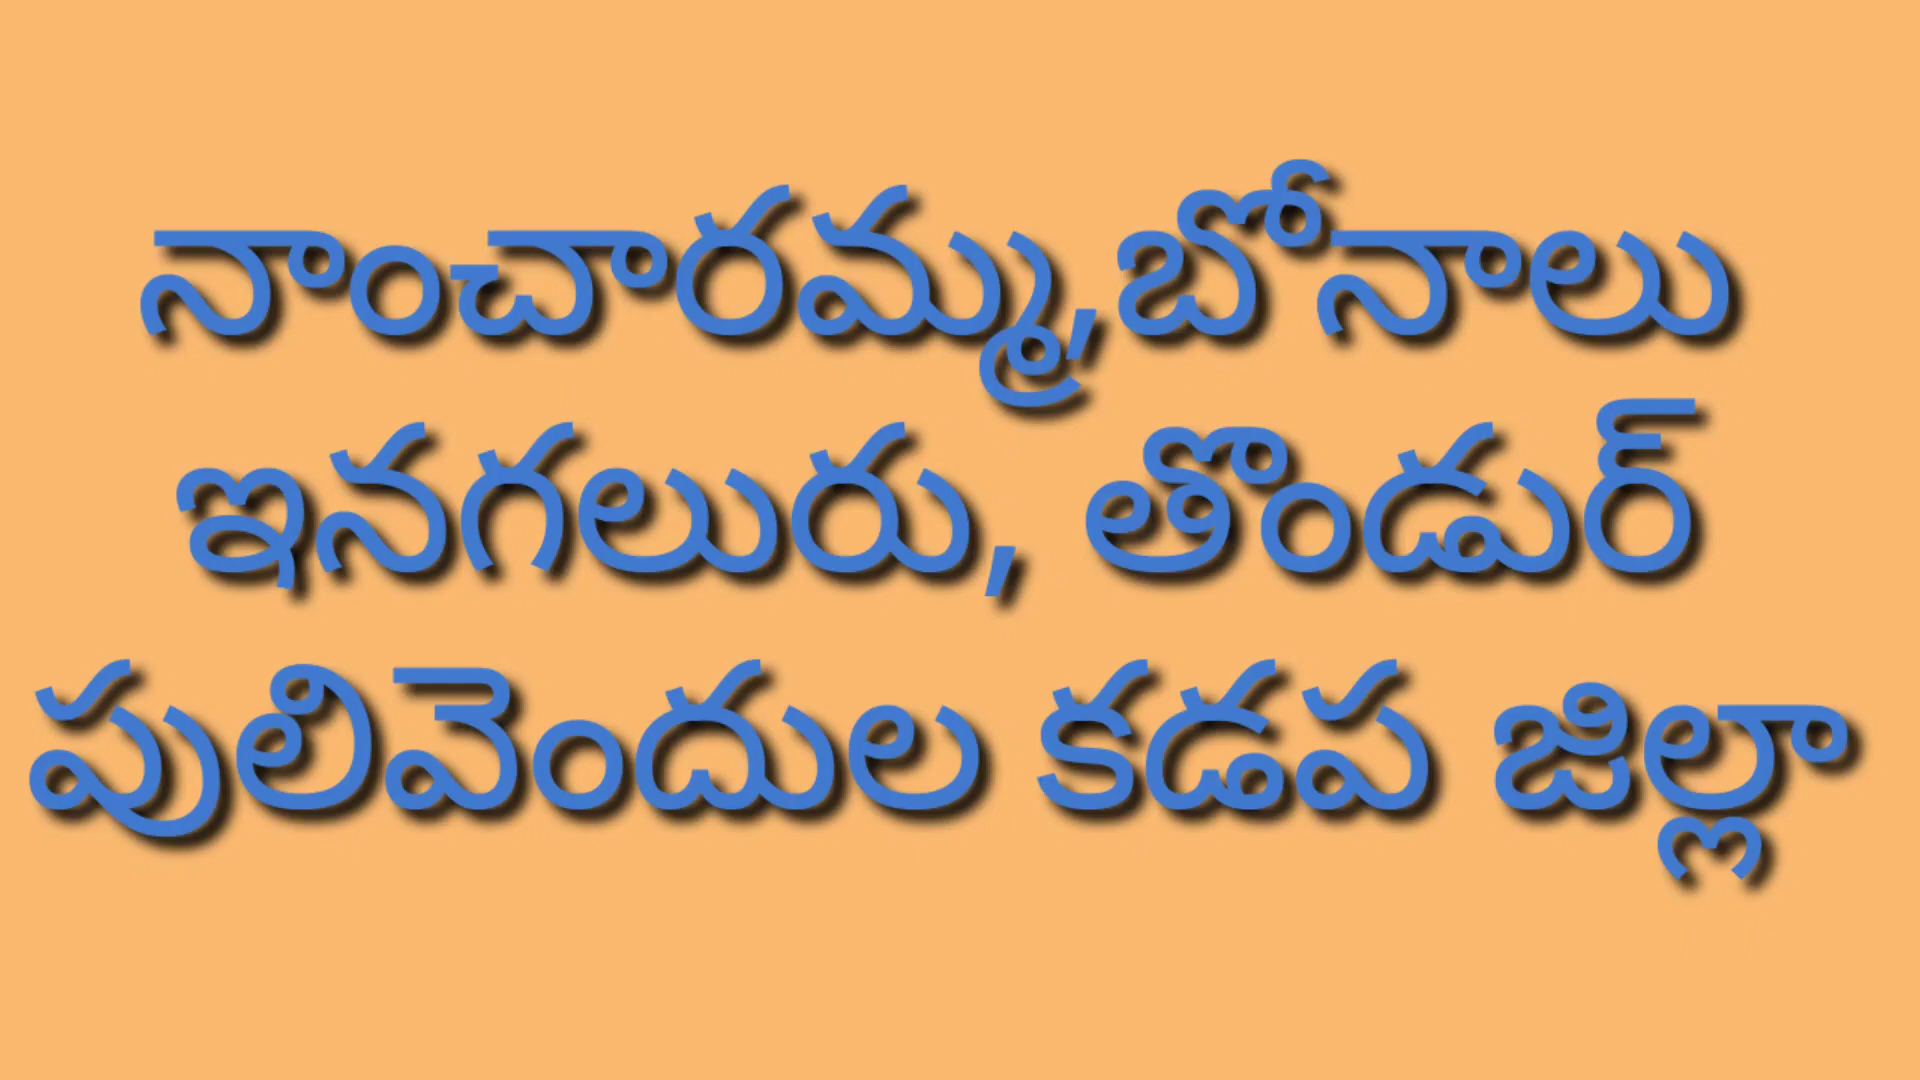 నాంచారమ్మ,బోనాలు
ఇనగలురు, తొండుర్
పులివెందుల కడప జిల్లా